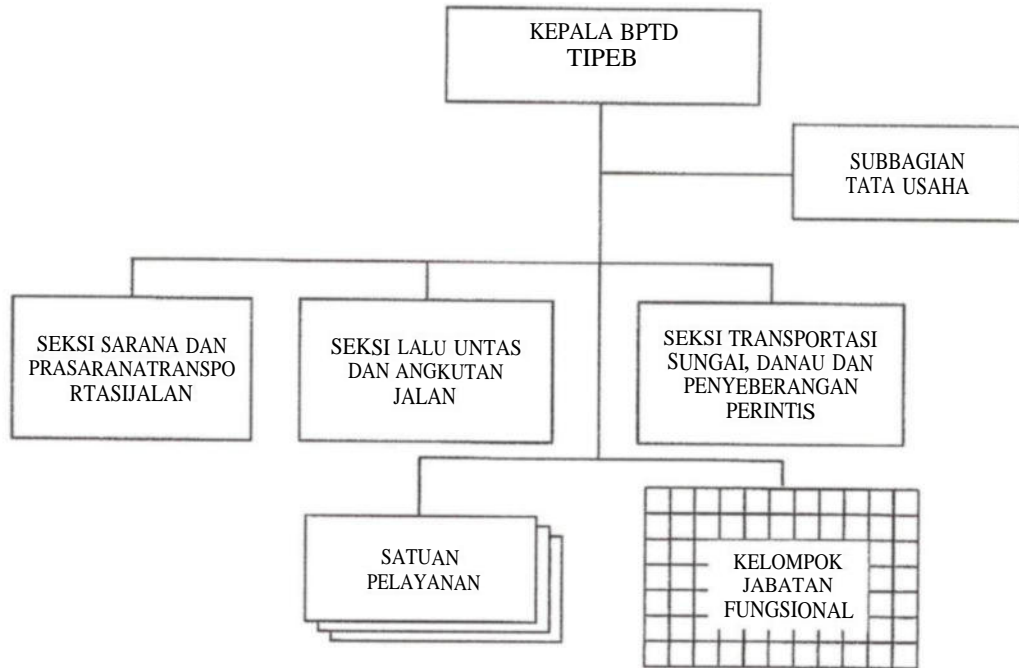 KEPALA BPTD
TIPEB
SUBBAGIAN
TATA USAHA
SEKSI SARANA DAN
PRASARANATRANSPO
RTASIJALAN
SEKSI LALU UNTAS
DAN ANGKUTAN
JALAN
SEKSI TRANSPORTASI
SUNGAI, DANAU DAN
PENYEBERANGAN
PERINTIS
SATUAN
PELAYANAN
KELOMPOK
JABATAN
FUNGSIONAL